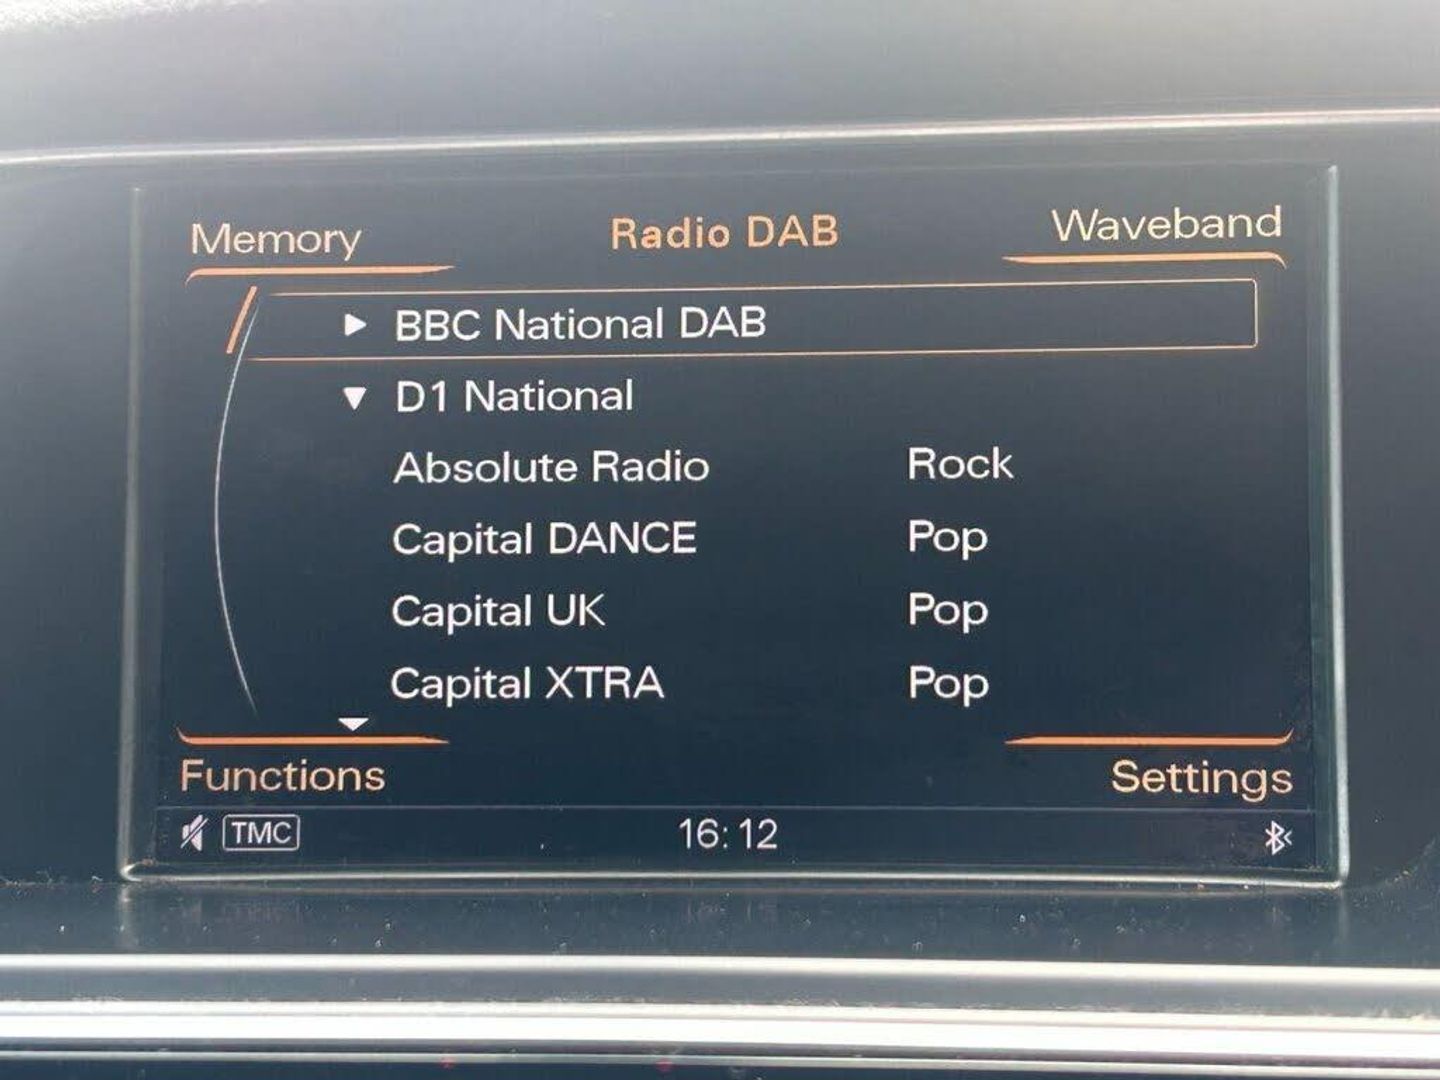 Memory Radio DAB Waveband
BBC National DAB
D1 National
Absolute Radio Rock
Capital DANCE Pop
Capital UK Pop
Capital XTRA Pop
Functions Settings
TMC 16:12